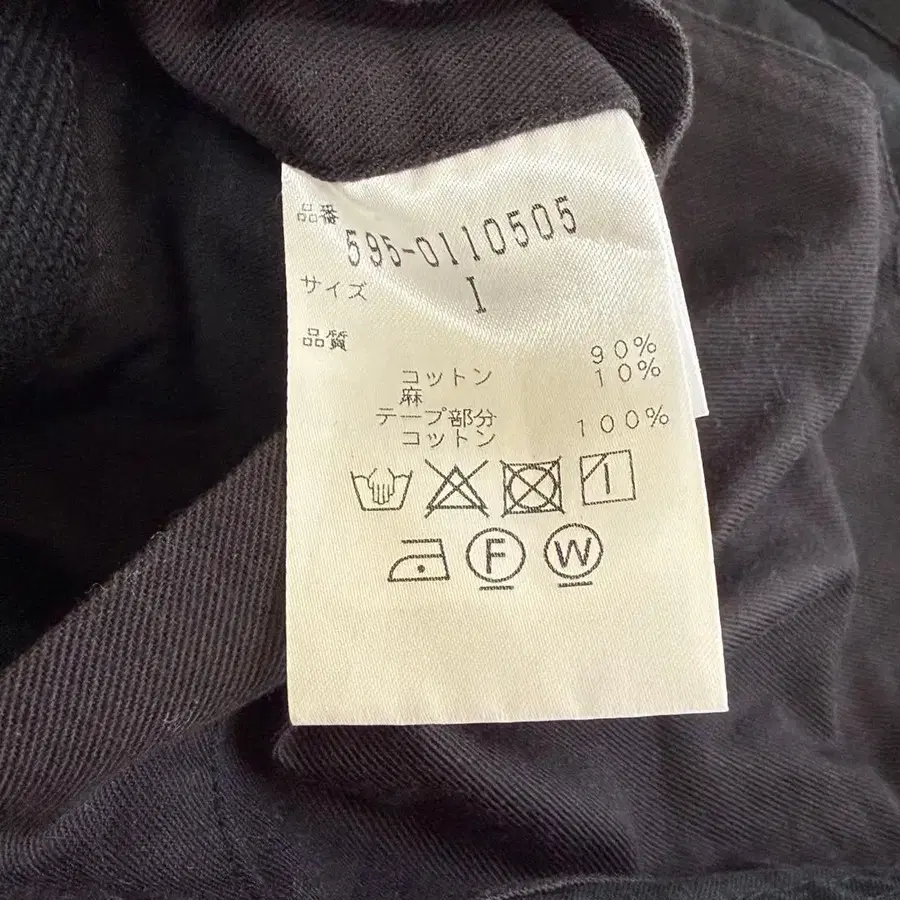 品番
595-0110505
サイズ
1
品質
90%
コットン 10%
麻
テープ部分 100%
コットン
F W